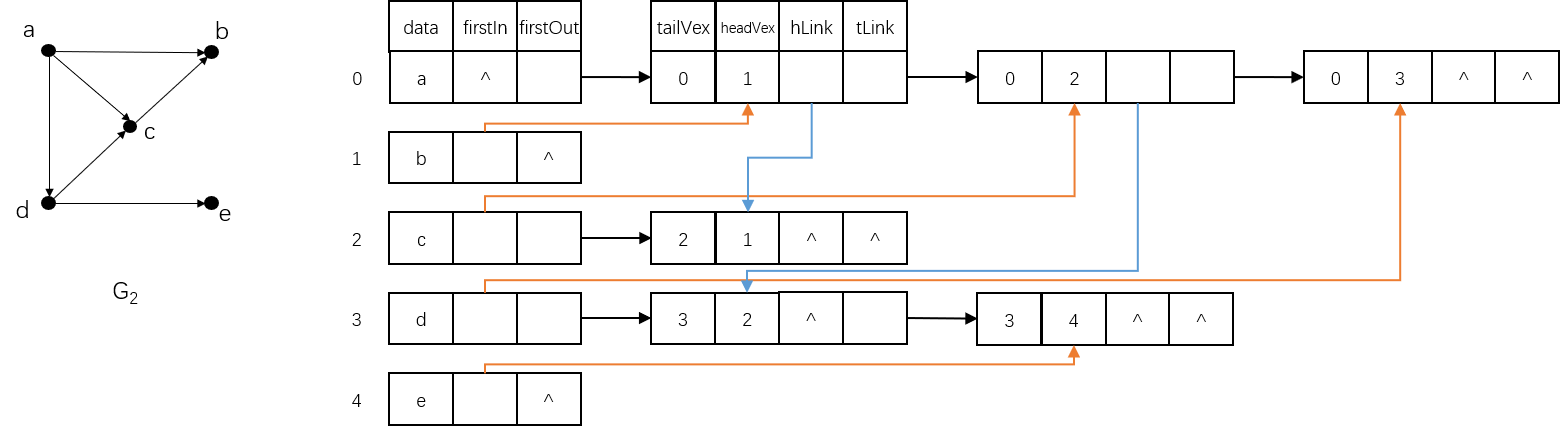 a
b
c
d
e
G2
data firstIn firstOut tailVex headVex hLink tLink
0 a ^ 0 1 0 2 0 3 ^ ^
1 b ^
2 c 2 1 ^ ^
3 d 3 2 ^ 3 4 ^ ^
4 e ^